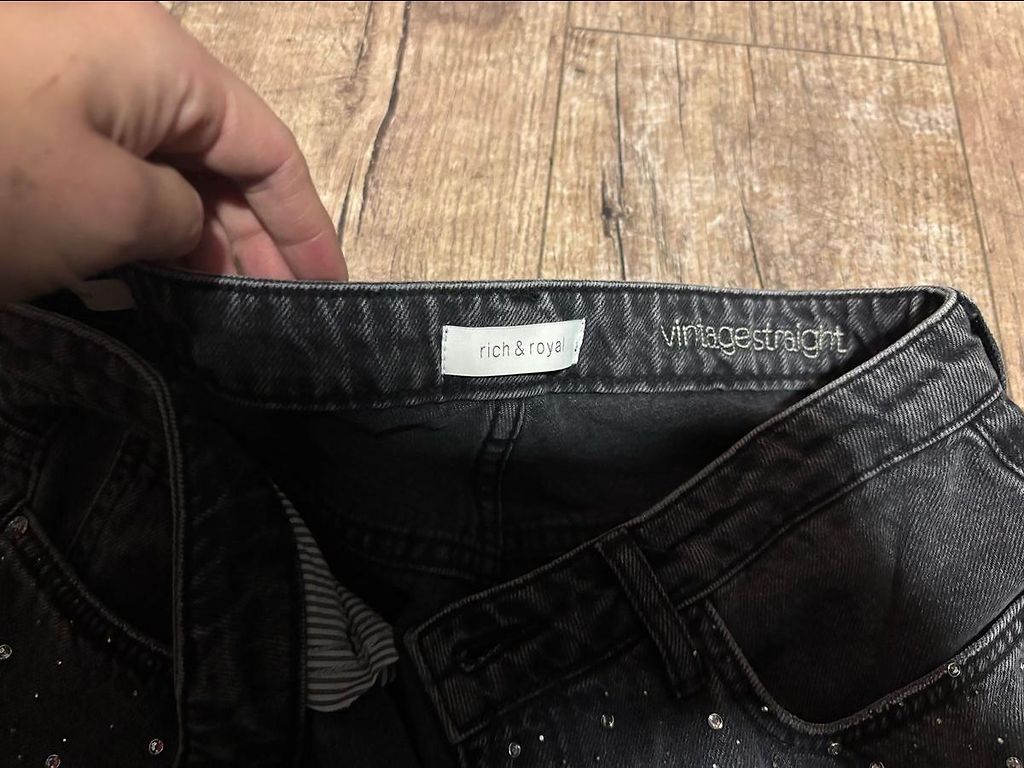 rich & royal
vintagestraight